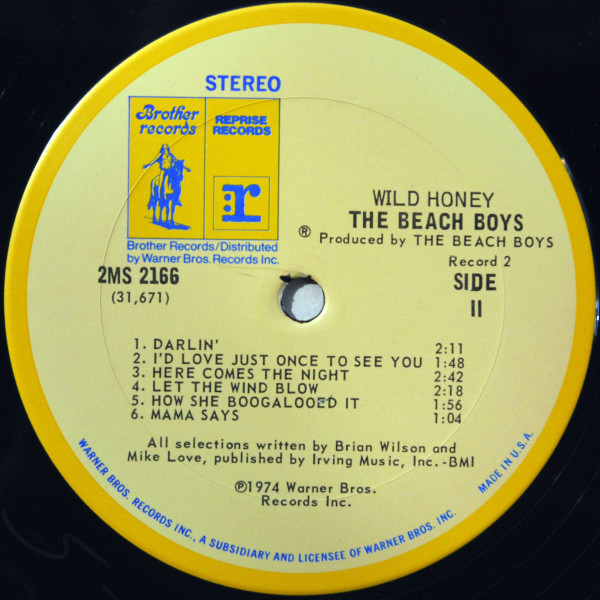 STEREO
Brother
records
REPRISE
RECORDS
r
Brother Records/Distributed
by Warner Bros. Records Inc.
2MS 2166
(31,671)
WILD HONEY
THE BEACH BOYS
Ⓡ Produced by THE BEACH BOYS
Record 2
SIDE
II
1. DARLIN' 2:11
2. I'D LOVE JUST ONCE TO SEE YOU 1:48
3. HERE COMES THE NIGHT 2:42
4. LET THE WIND BLOW 2:18
5. HOW SHE BOOGALOOED IT 1:56
6. MAMA SAYS 1:04
All selections written by Brian Wilson and
Mike Love, published by Irving Music, Inc.-BMI
Ⓟ1974 Warner Bros.
Records Inc.
WARNER BROS. RECORDS INC., A SUBSIDIARY AND LICENSEE OF WARNER BROS. INC. MADE IN U.S.A.